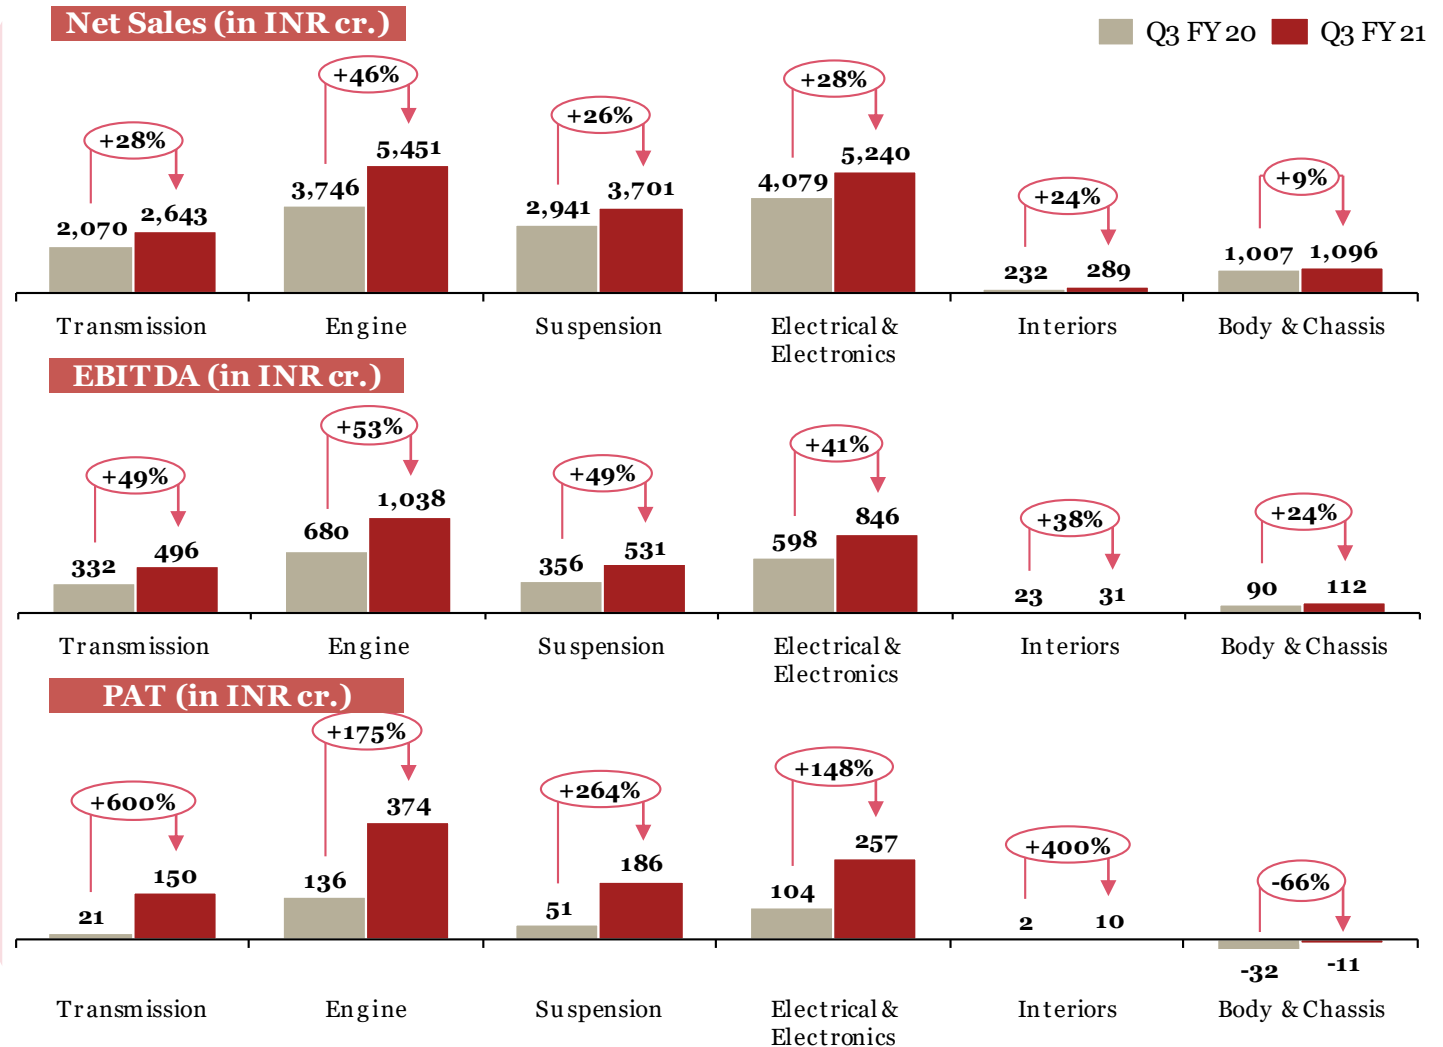 Net Sales (in INR cr.)
Q3 FY 20 Q3 FY 21
+28% +46% +26% +28% +24% +9%
2,070 2,643 3,746 5,451 2,941 3,701 4,079 5,240 232 289 1,007 1,096
Transmission Engine Suspension Electrical & Interiors Body & Chassis
Electronics
EBITDA (in INR cr.)
+49% +53% +49% +41% +38% +24%
332 496 680 1,038 356 531 598 846 23 31 90 112
Transmission Engine Suspension Electrical & Interiors Body & Chassis
Electronics
PAT (in INR cr.)
+600% +175% +264% +148% +400% -66%
21 150 136 374 51 186 104 257 2 10 -32 -11
Transmission Engine Suspension Electrical & Interiors Body & Chassis
Electronics